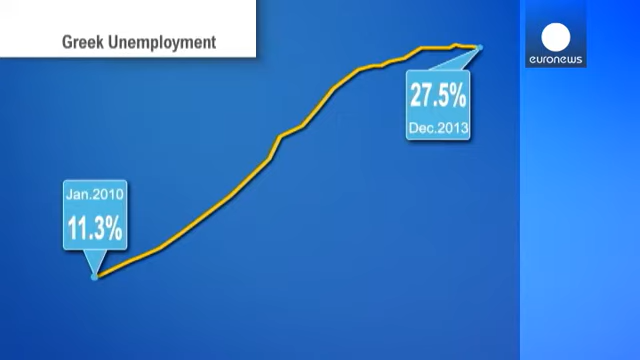 Greek Unemployment
euronews
27.5%
Dec.2013
Jan.2010
11.3%